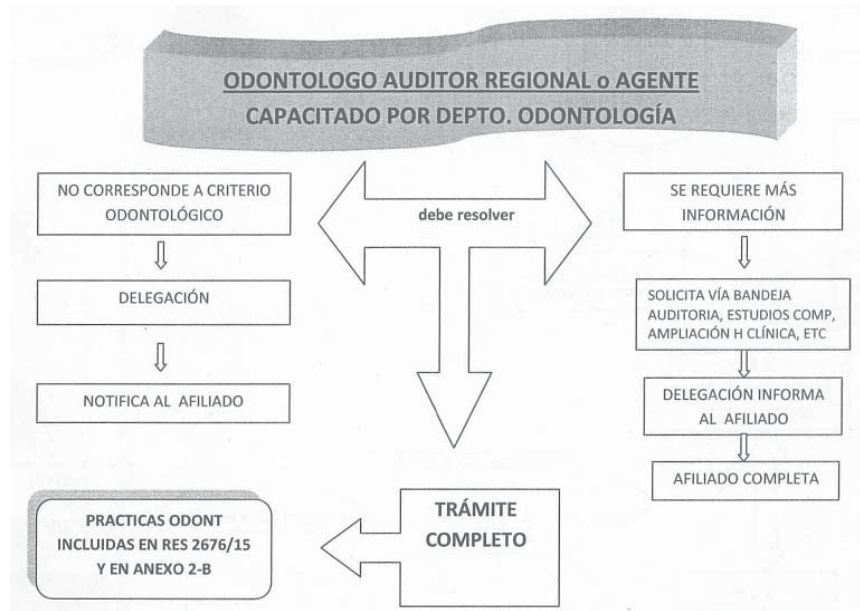 ODONTOLOGO AUDITOR REGIONAL o AGENTE
CAPACITADO POR DEPTO. ODONTOLOGÍA
NO CORRESPONDE A CRITERIO
ODONTOLÓGICO
DELEGACIÓN
NOTIFICA AL AFILIADO
debe resolver
SE REQUIERE MÁS
INFORMACIÓN
SOLICITA VÍA BANDEJA
AUDITORIA, ESTUDIOS COMP,
AMPLIACIÓN H CLÍNICA, ETC
DELEGACIÓN INFORMA
AL AFILIADO
AFILIADO COMPLETA
TRÁMITE
COMPLETO
PRACTICAS ODONT
INCLUIDAS EN RES 2676/15
Y EN ANEXO 2-B